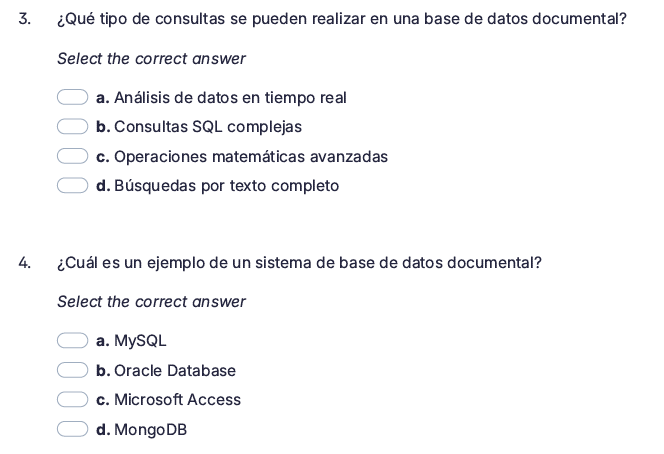 3. ¿Qué tipo de consultas se pueden realizar en una base de datos documental?
Select the correct answer
a. Análisis de datos en tiempo real
b. Consultas SQL complejas
c. Operaciones matemáticas avanzadas
d. Búsquedas por texto completo
4. ¿Cuál es un ejemplo de un sistema de base de datos documental?
Select the correct answer
a. MySQL
b. Oracle Database
c. Microsoft Access
d. MongoDB